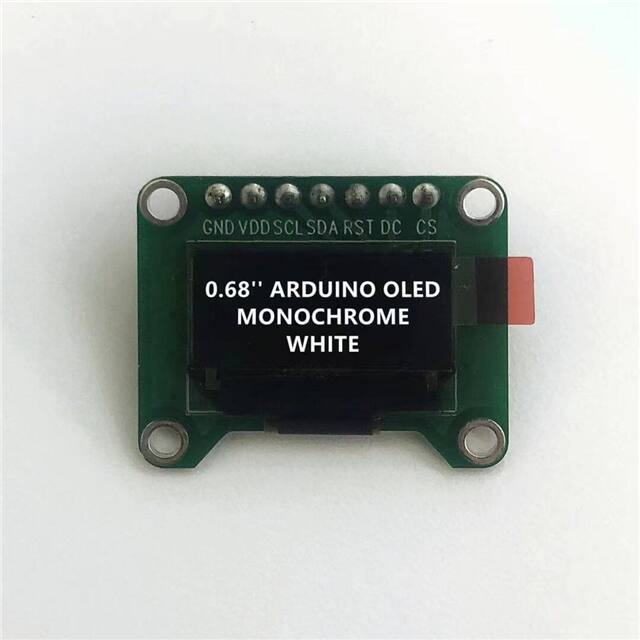 GND VDD SCL SDA RST DC CS
0.68'' ARDUINO OLED
MONOCHROME
WHITE